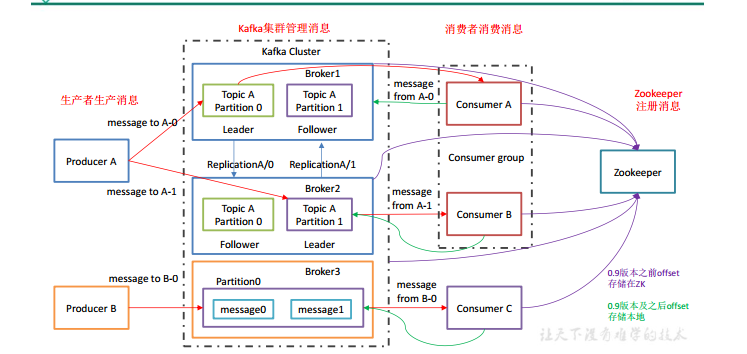 Kafka集群管理消息
消费者消费消息
Kafka Cluster
生产者生产消息
Zookeeper
注册消息
Broker1
Topic A
Partition 0
Topic A
Partition 1
Leader
Follower
message
from A-0
Consumer A
message to A-0
Producer A
message to A-1
ReplicationA/0
ReplicationA/1
Consumer group
Zookeeper
Broker2
Topic A
Partition 0
Topic A
Partition 1
Follower
Leader
message
from A-1
Consumer B
message to B-0
Producer B
Broker3
Partition0
message0
message1
message
from B-0
Consumer C
0.9版本之前offset
存储在ZK
0.9版本及之后offset
存储本地
让天下没有难学的技术